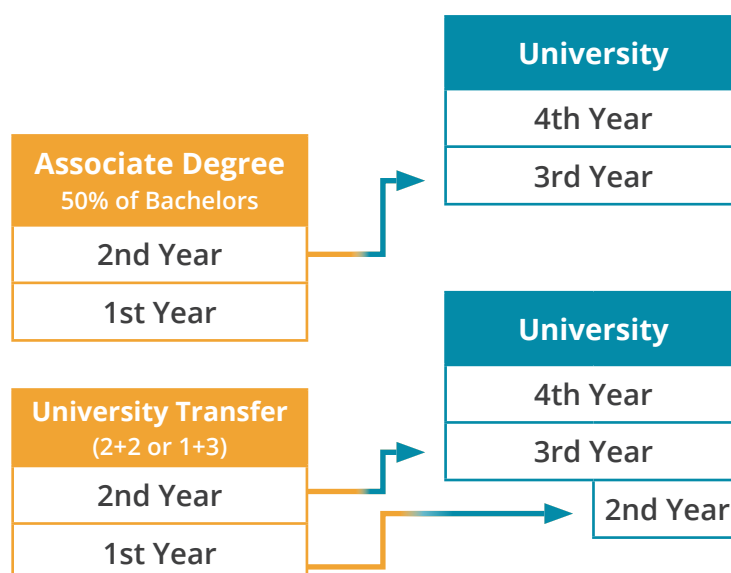 Associate Degree
50% of Bachelors
2nd Year
1st Year
University
4th Year
3rd Year
University Transfer
(2+2 or 1+3)
2nd Year
1st Year
University
4th Year
3rd Year
2nd Year